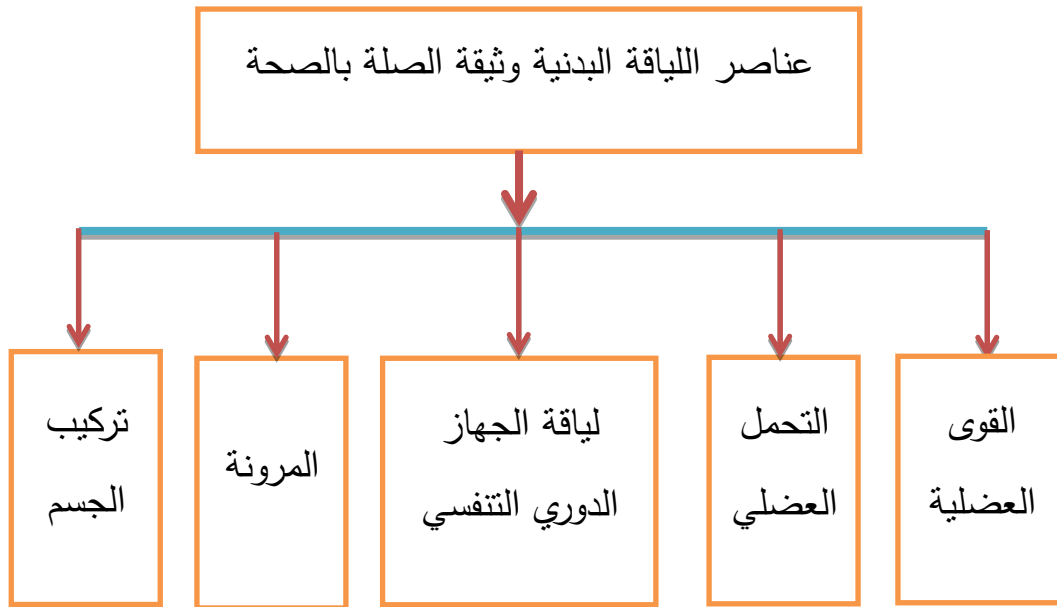 عناصر اللياقة البدنية وثيقة الصلة بالصحة
القوى
العضلية
التحمل
العضلي
لياقة الجهاز
الدوري التنفسي
المرونة
تركيب
الجسم